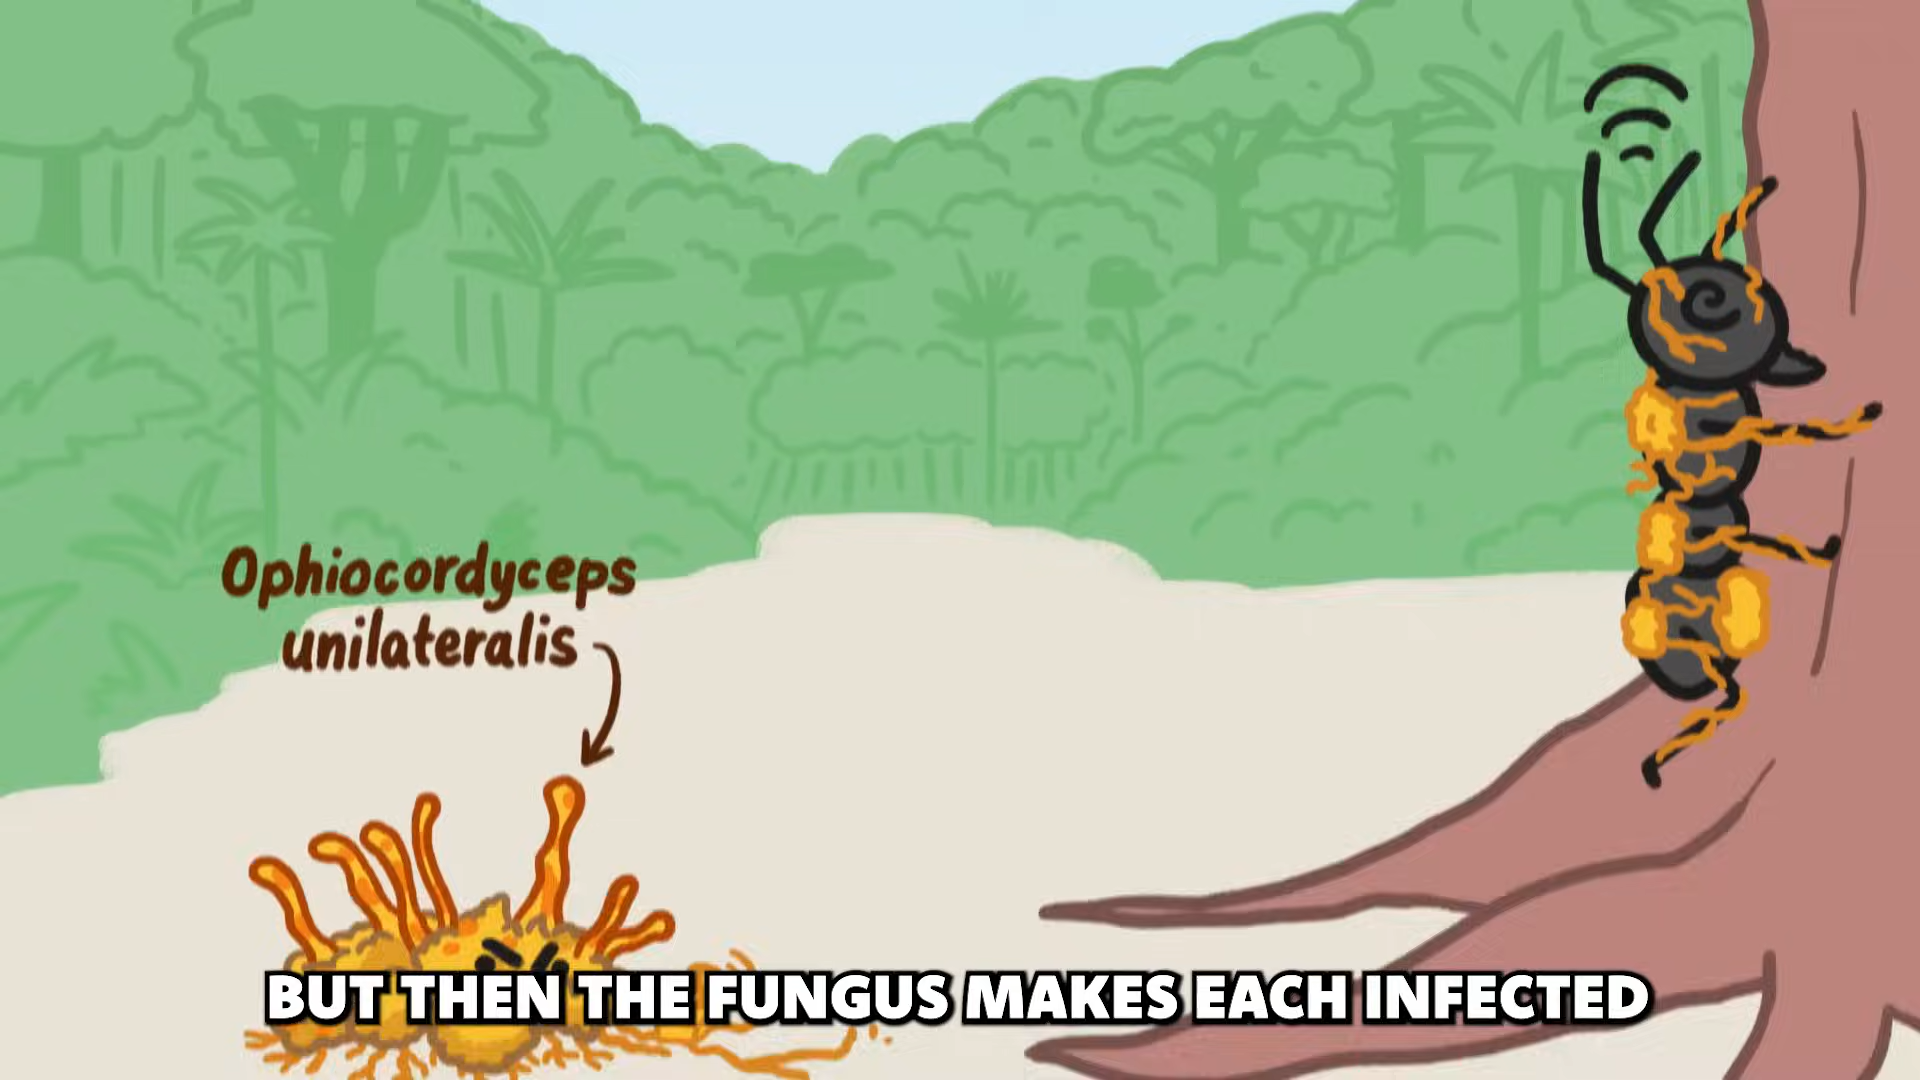 Ophiocordyceps
unilateralis
BUT THEN THE FUNGUS MAKES EACH INFECTED